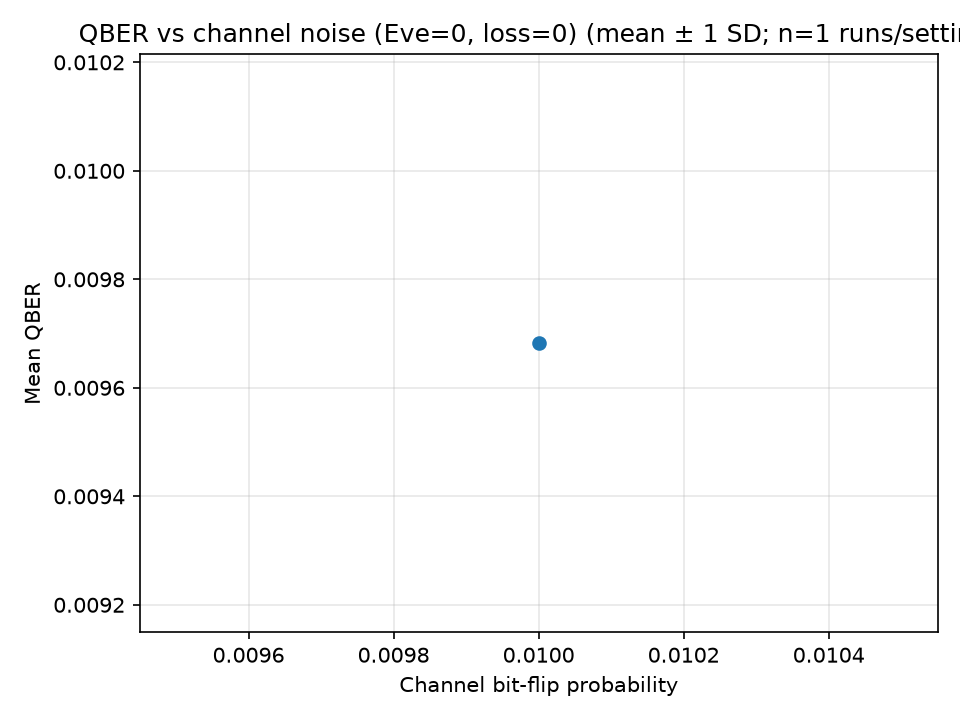 QBER vs channel noise (Eve=0, loss=0) (mean ± 1 SD; n=1 runs/settin
0.0102
0.0100
0.0098
0.0096
0.0094
0.0092
Mean QBER
0.0096 0.0098 0.0100 0.0102 0.0104
Channel bit-flip probability